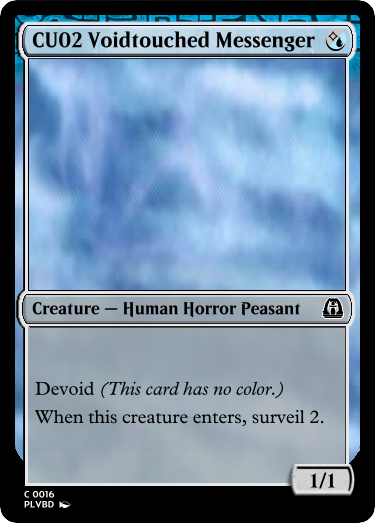 CU02 Voidtouched Messenger
Creature — Human Horror Peasant
Devoid (This card has no color.)
When this creature enters, surveil 2.
1/1
C 0016
PLVBD